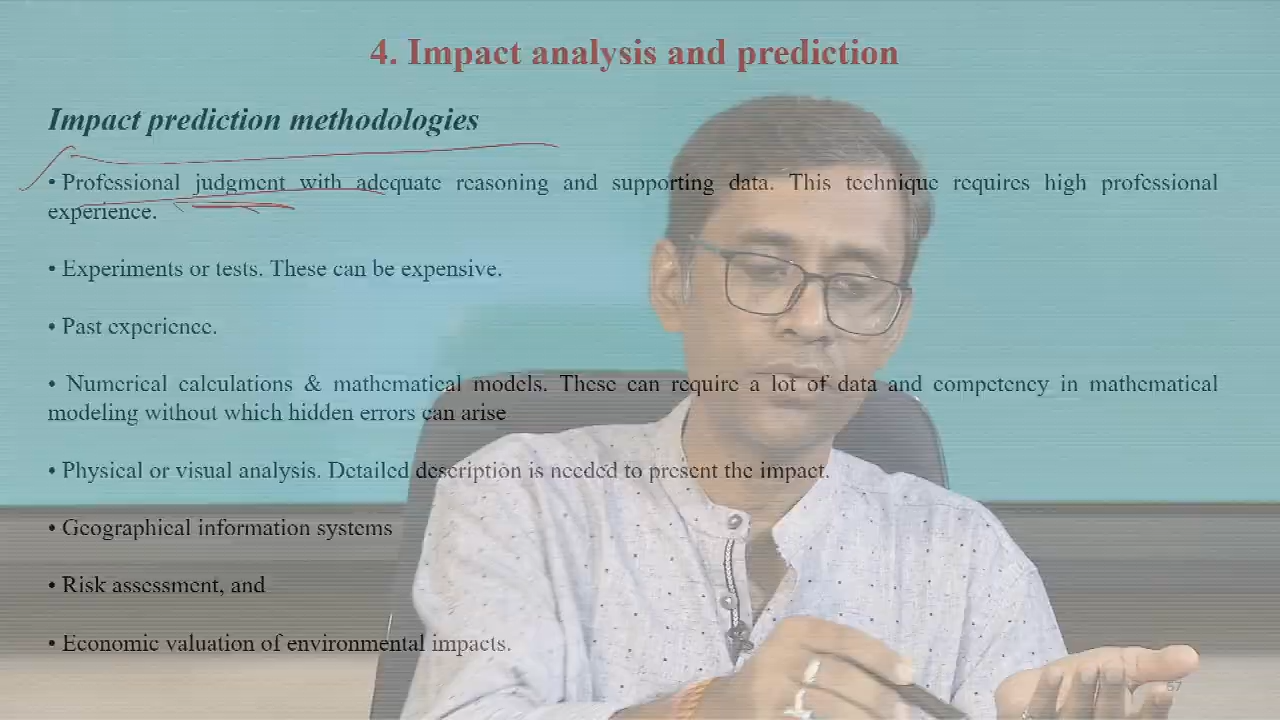 4. Impact analysis and prediction
Impact prediction methodologies
• Professional judgment with adequate reasoning and supporting data. This technique requires high professional
experience.
• Experiments or tests. These can be expensive.
• Past experience.
• Numerical calculations & mathematical models. These can require a lot of data and competency in mathematical
modeling without which hidden errors can arise
• Physical or visual analysis. Detailed description is needed to present the impact.
• Geographical information systems
• Risk assessment, and
• Economic valuation of environmental impacts.
57